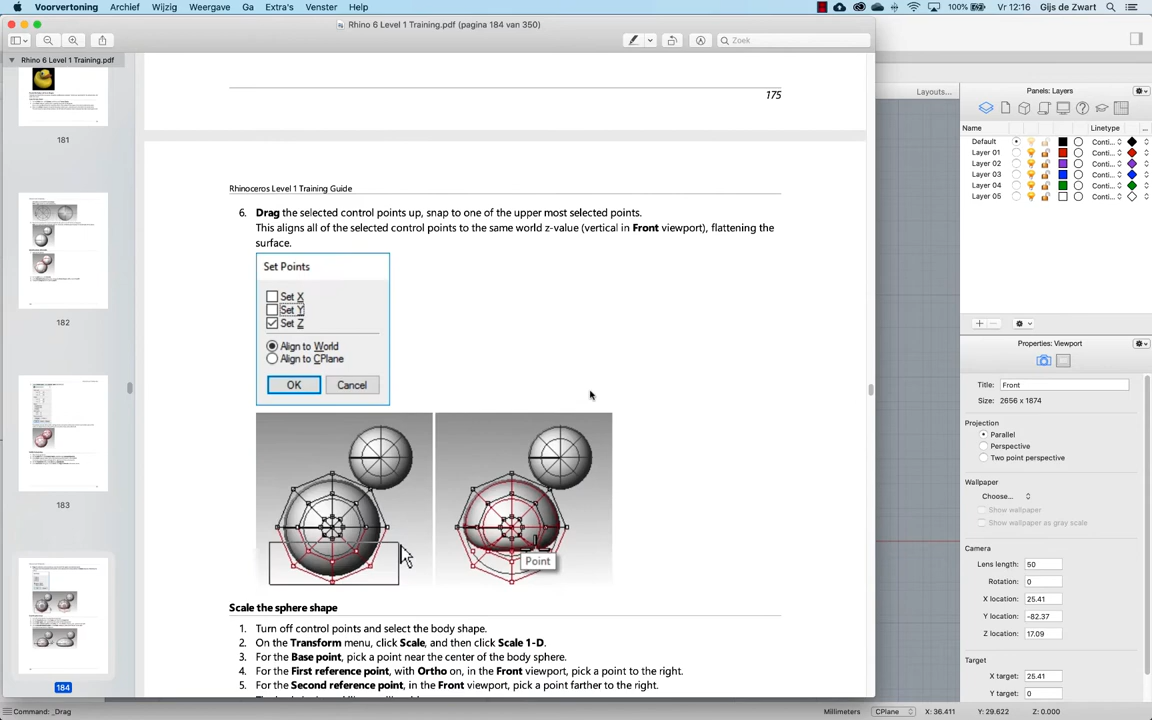 Voorvertoning Archief Wijzig Weergave Ga Extra's Venster Help 100% Vr 12:16 Gijs de Zwart
Rhino 6 Level 1 Training.pdf (pagina 184 van 350)
Zoek
Rhino 6 Level 1 Training.pdf
181
182
183
184
175
Rhinoceros Level 1 Training Guide
6. Drag the selected control points up, snap to one of the upper most selected points.
This aligns all of the selected control points to the same world z-value (vertical in Front viewport), flattening the
surface.
Set Points
Set X
Set Y
Set Z
Align to World
Align to CPlane
OK Cancel
Point
Scale the sphere shape
1. Turn off control points and select the body shape.
2. On the Transform menu, click Scale, and then click Scale 1-D.
3. For the Base point, pick a point near the center of the body sphere.
4. For the First reference point, with Ortho on, in the Front viewport, pick a point to the right.
5. For the Second reference point, in the Front viewport, pick a point farther to the right.
Layouts...
Panels: Layers
Name Linetype ...
Default Conti...
Layer 01 Conti...
Layer 02 Conti...
Layer 03 Conti...
Layer 04 Conti...
Layer 05 Conti...
Properties: Viewport
Title: Front
Size: 2656 x 1874
Projection
Parallel
Perspective
Two point perspective
Wallpaper
Choose...
Show wallpaper
Show wallpaper as gray scale
Camera
Lens length: 50
Rotation: 0
X location: 25.41
Y location: -82.37
Z location: 17.09
Target
X target: 25.41
Y target: 0
Command: _Drag
Millimeters CPlane X: 36.411 Y: 29.622 Z: 0.000